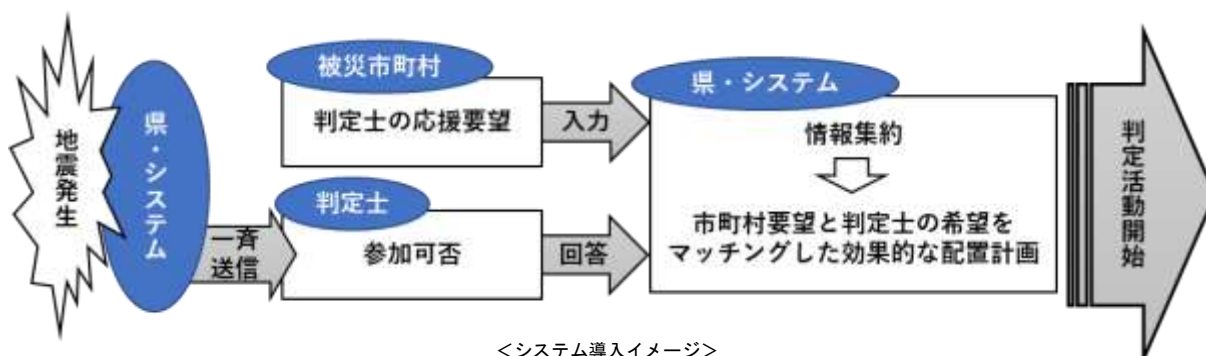 地震発生
県・システム
一斉
送信
被災市町村
判定士の応援要望
入力
判定士
参加可否
回答
県・システム
情報集約
市町村要望と判定士の希望を
マッチングした効果的な配置計画
判定活動開始
＜システム導入イメージ＞